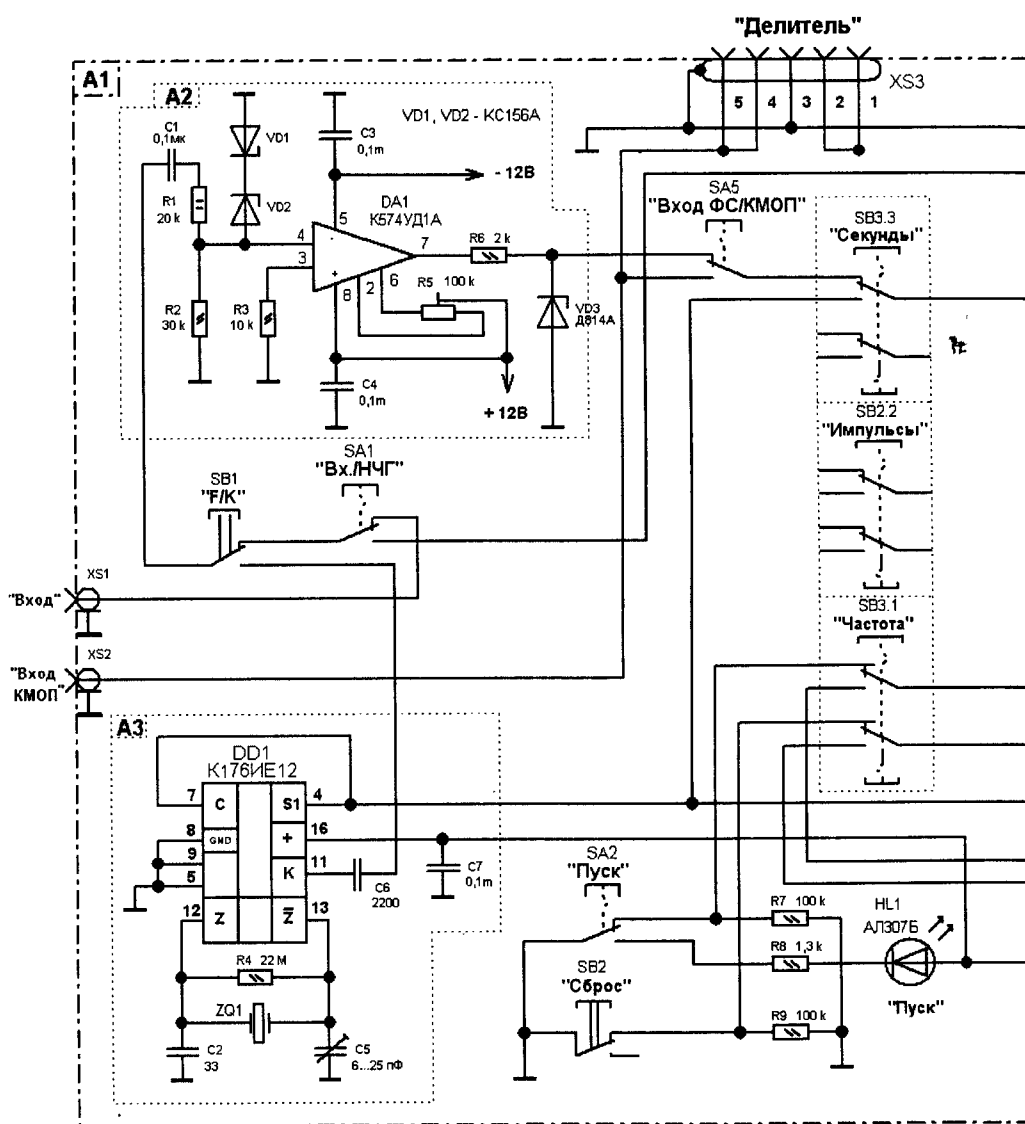 "Делитель"
A1
A2
XS3
5 4 3 2 1
VD1, VD2 - КС156А
C1
0,1мк
VD1
C3
0,1m
- 12В
R1
20 k
VD2
DA1
К574УД1А
5
4
-
7
3
+
6
2
8
R6 2 k
R5 100 k
SA5
"Вход ФС/КМОП"
SB3.3
"Секунды"
R2
30 k
R3
10 k
VD3
Д814А
C4
0,1m
+ 12В
SB2.2
"Импульсы"
SA1
"Вх./НЧГ"
SB1
"F/K"
XS1
"Вход"
SB3.1
"Частота"
XS2
"Вход
КМОП"
A3
DD1
К176ИЕ12
7 C S1 4
8 GND + 16
9
K 11
5
12 Z Z̅ 13
C6
2200
C7
0,1m
SA2
"Пуск"
R7 100 k
HL1
АЛ307Б
R8 1,3 k
R4 22 M
SB2
"Сброс"
"Пуск"
ZQ1
R9 100 k
C2
33
C5
6...25 пФ